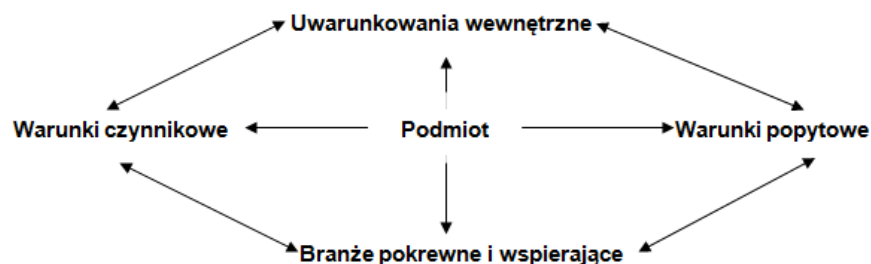 Uwarunkowania wewnętrzne
Warunki czynnikowe
Podmiot
Warunki popytowe
Branże pokrewne i wspierające